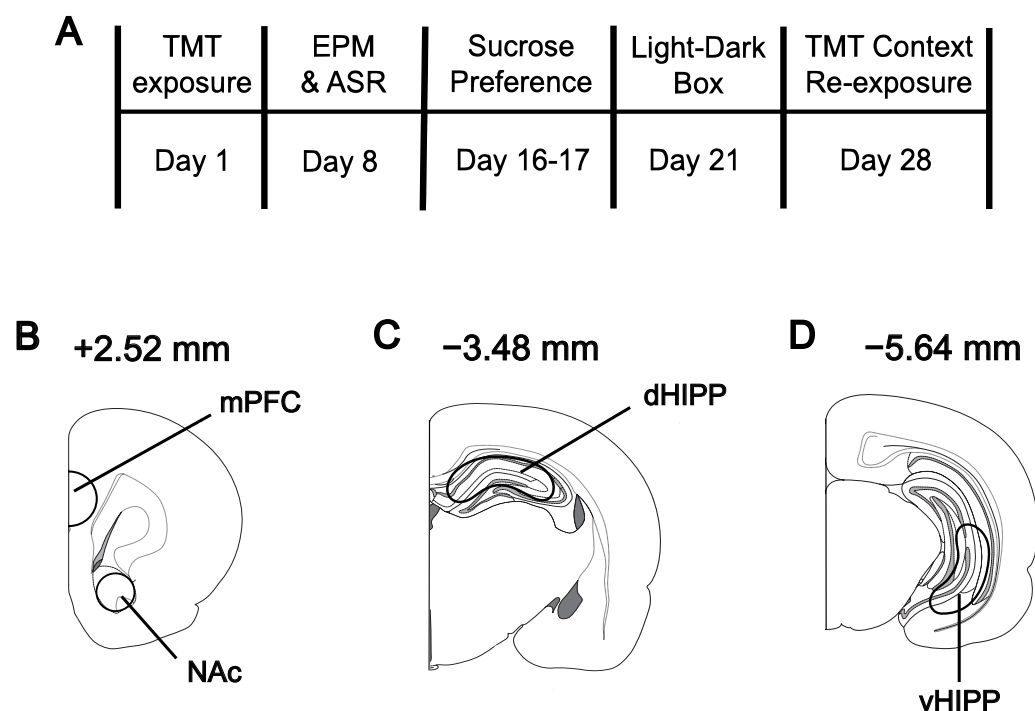 A
TMT exposure
EPM & ASR
Sucrose Preference
Light-Dark Box
TMT Context Re-exposure
Day 1
Day 8
Day 16-17
Day 21
Day 28
B
+2.52 mm
mPFC
NAc
C
−3.48 mm
dHIPP
D
−5.64 mm
vHIPP